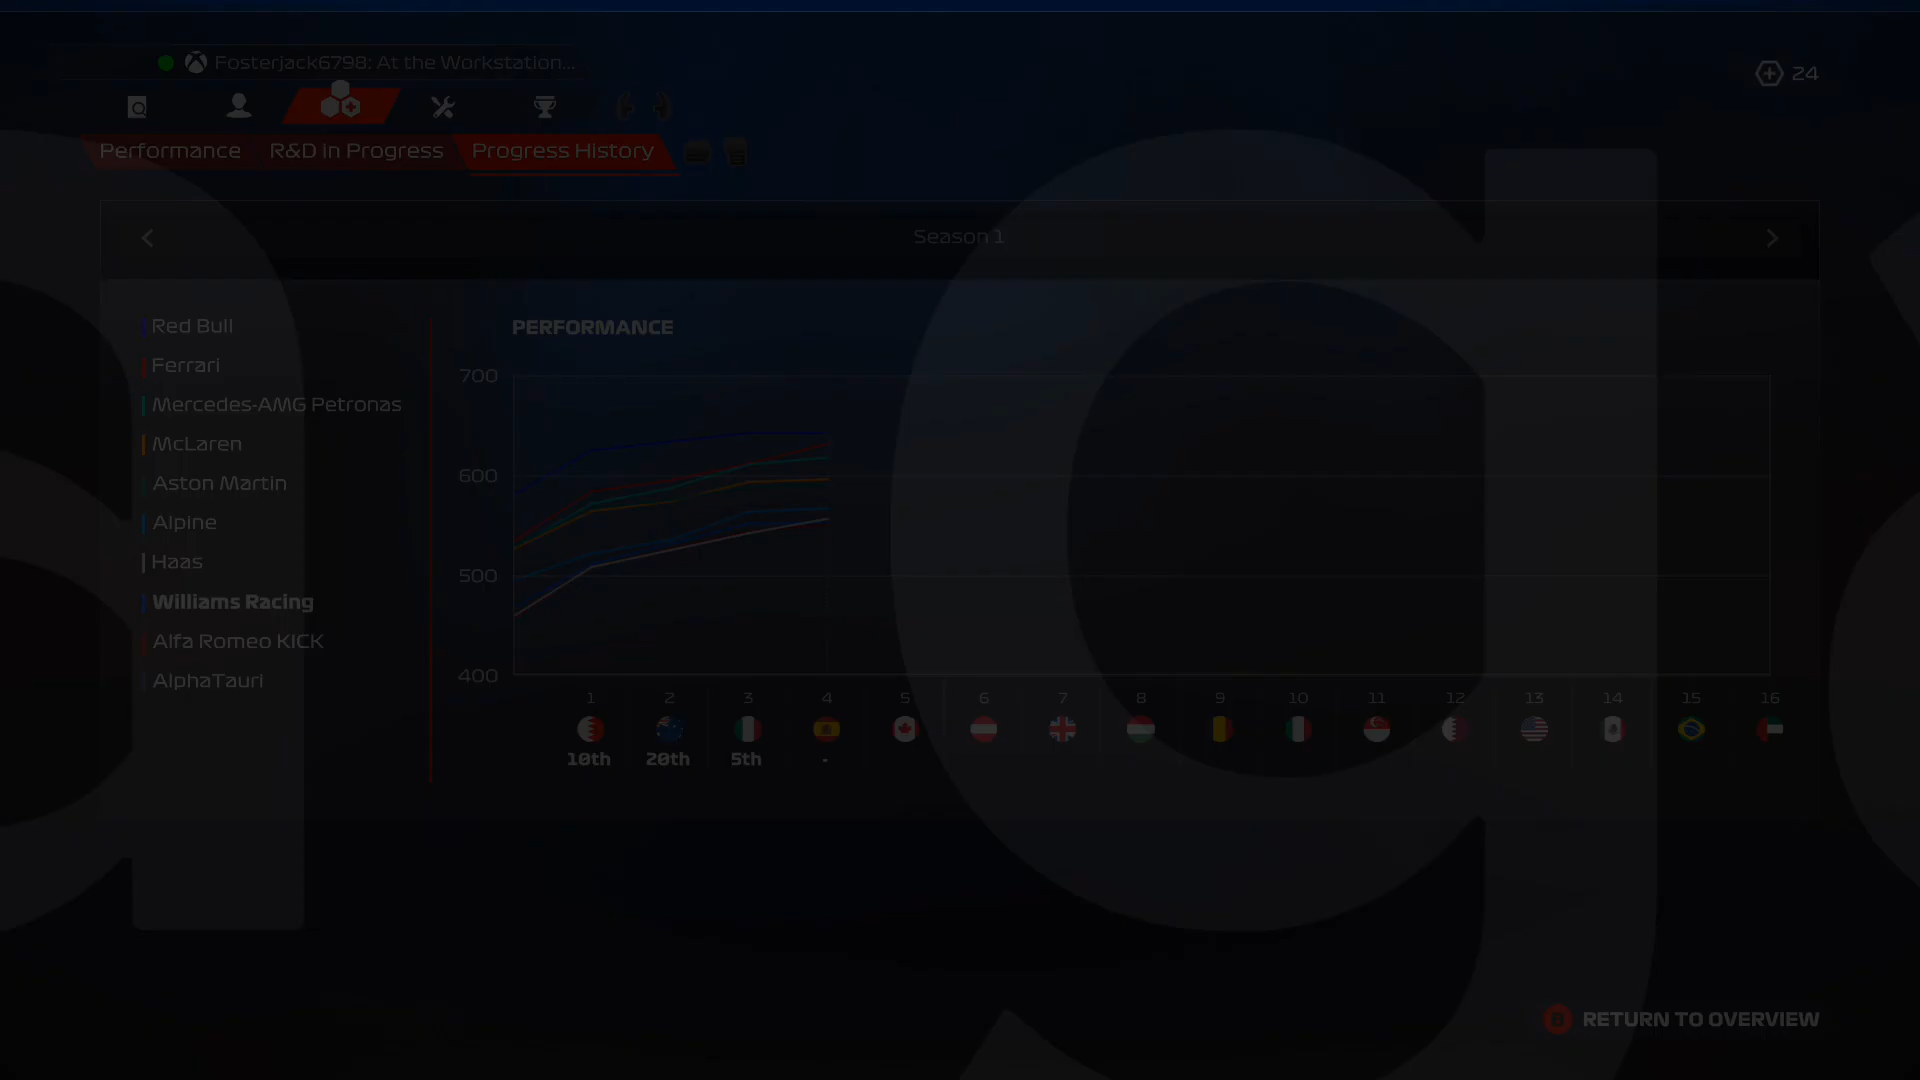 Fosterjack6798: At the Workstation...
24
Performance R&D in Progress Progress History
Season 1
Red Bull
Ferrari
Mercedes-AMG Petronas
McLaren
Aston Martin
Alpine
Haas
Williams Racing
Alfa Romeo KICK
AlphaTauri
PERFORMANCE
700
600
500
400
1 2 3 4 5 6 7 8 9 10 11 12 13 14 15 16
10th 20th 5th -
B RETURN TO OVERVIEW